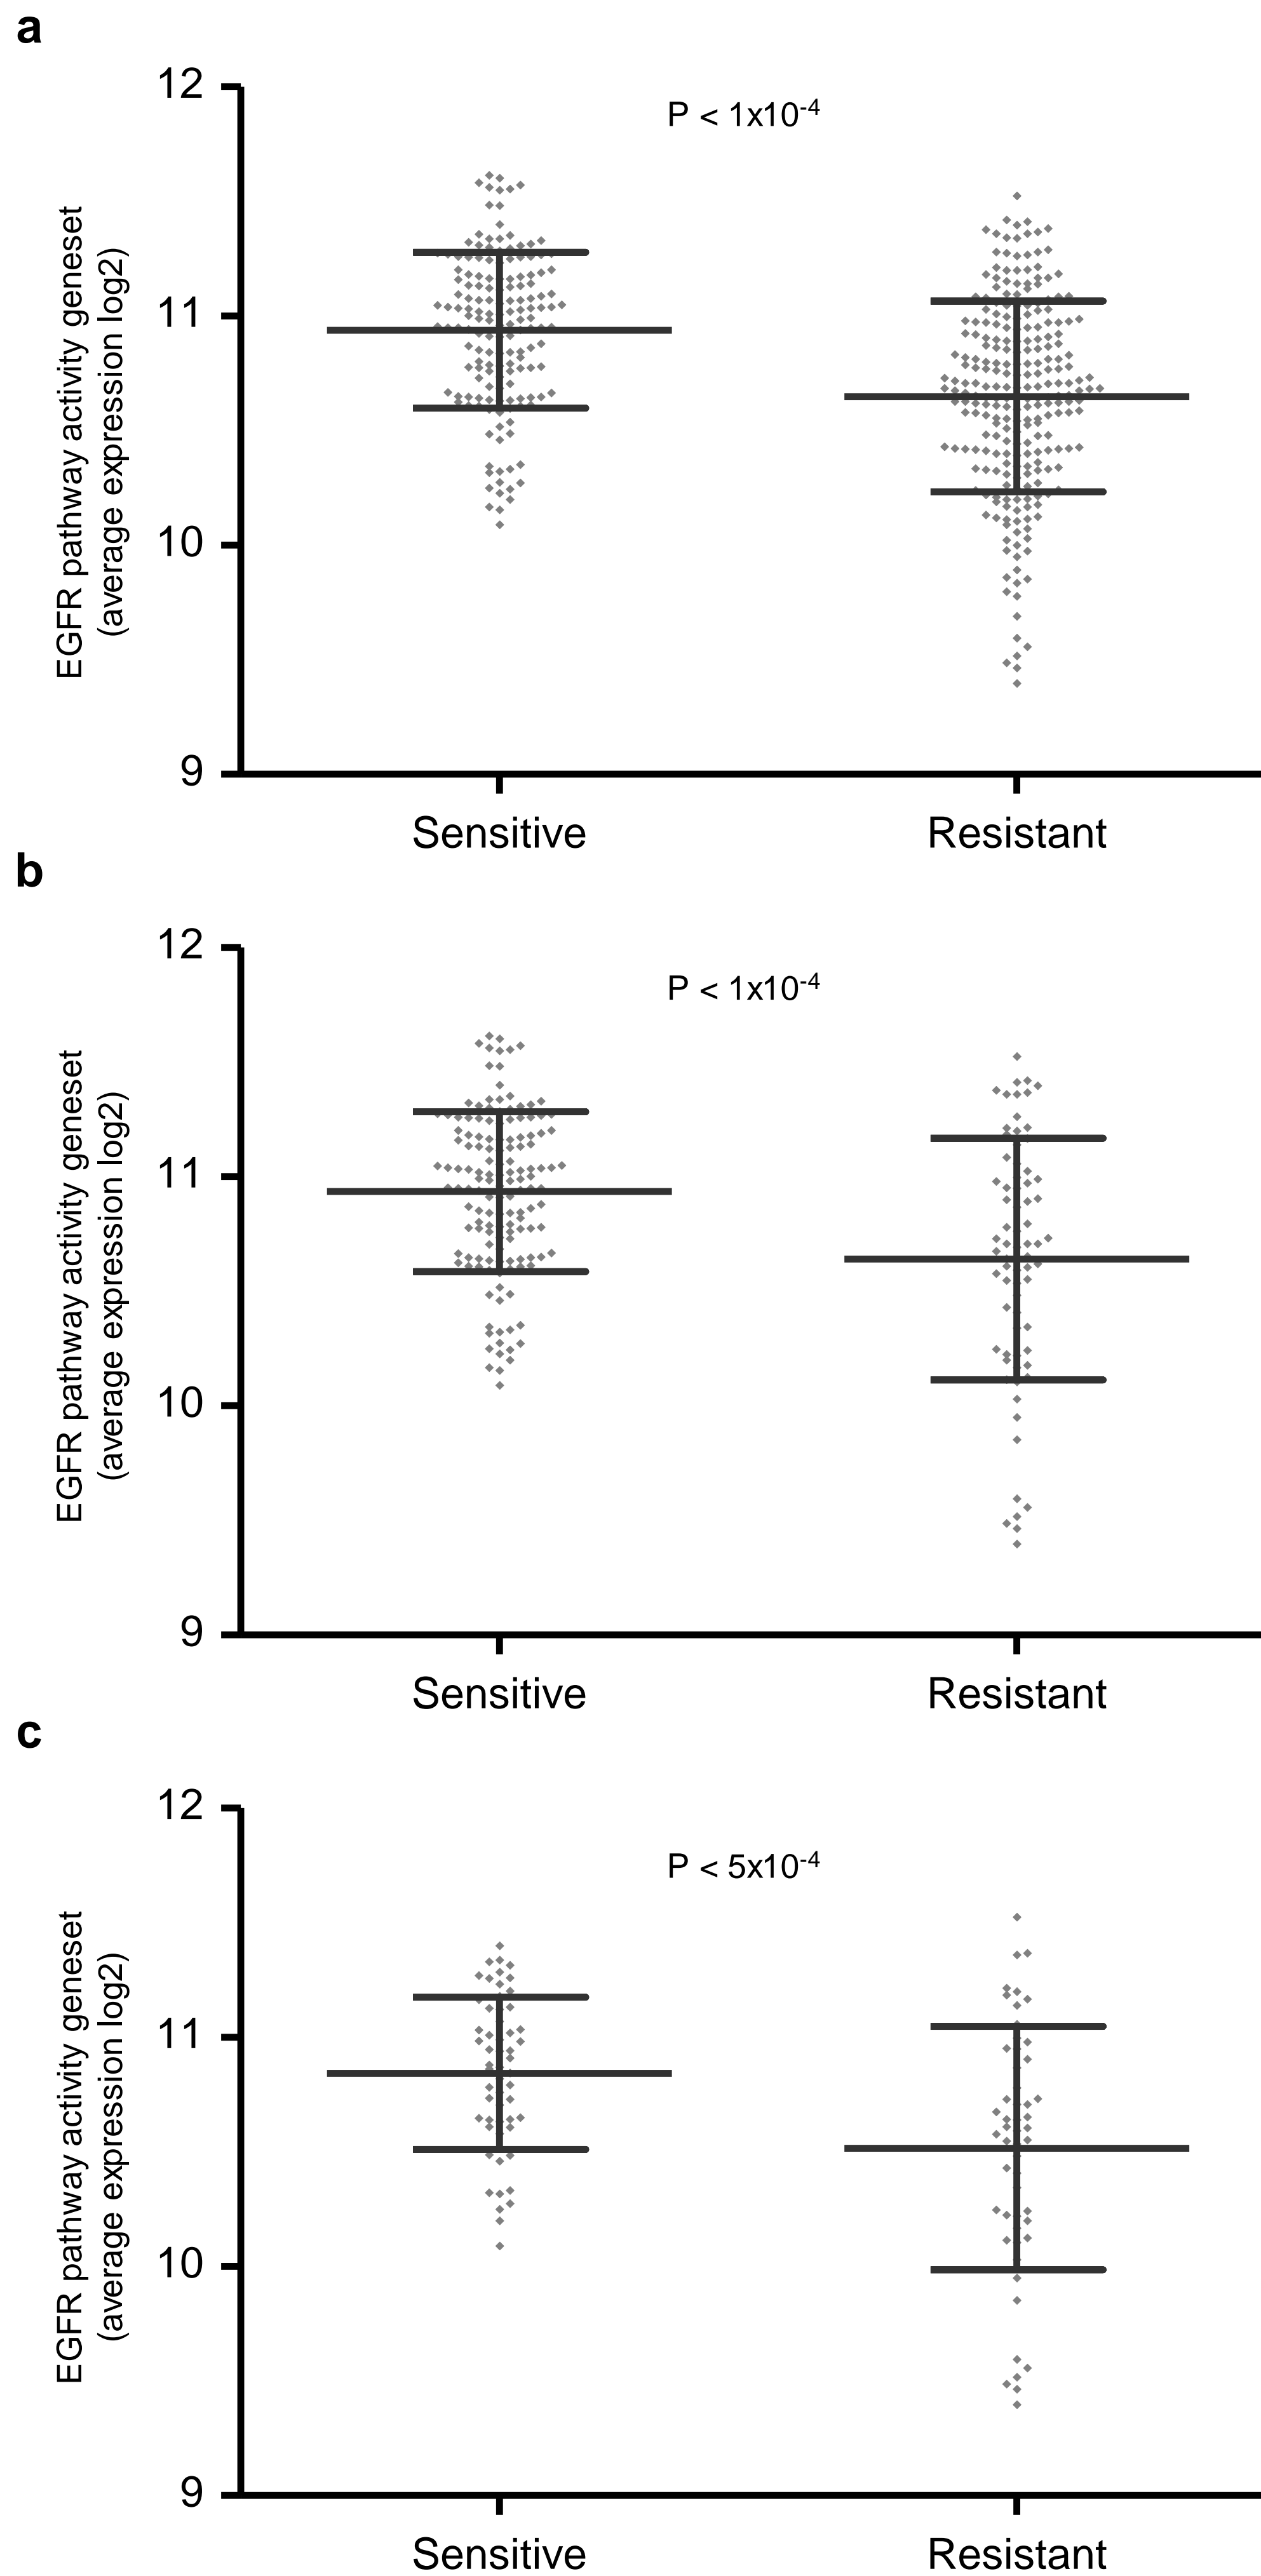 a
12
P < 1x10⁻⁴
11
10
9
EGFR pathway activity geneset
(average expression log2)
Sensitive
Resistant
b
12
P < 1x10⁻⁴
11
10
9
EGFR pathway activity geneset
(average expression log2)
Sensitive
Resistant
c
12
P < 5x10⁻⁴
11
10
9
EGFR pathway activity geneset
(average expression log2)
Sensitive
Resistant